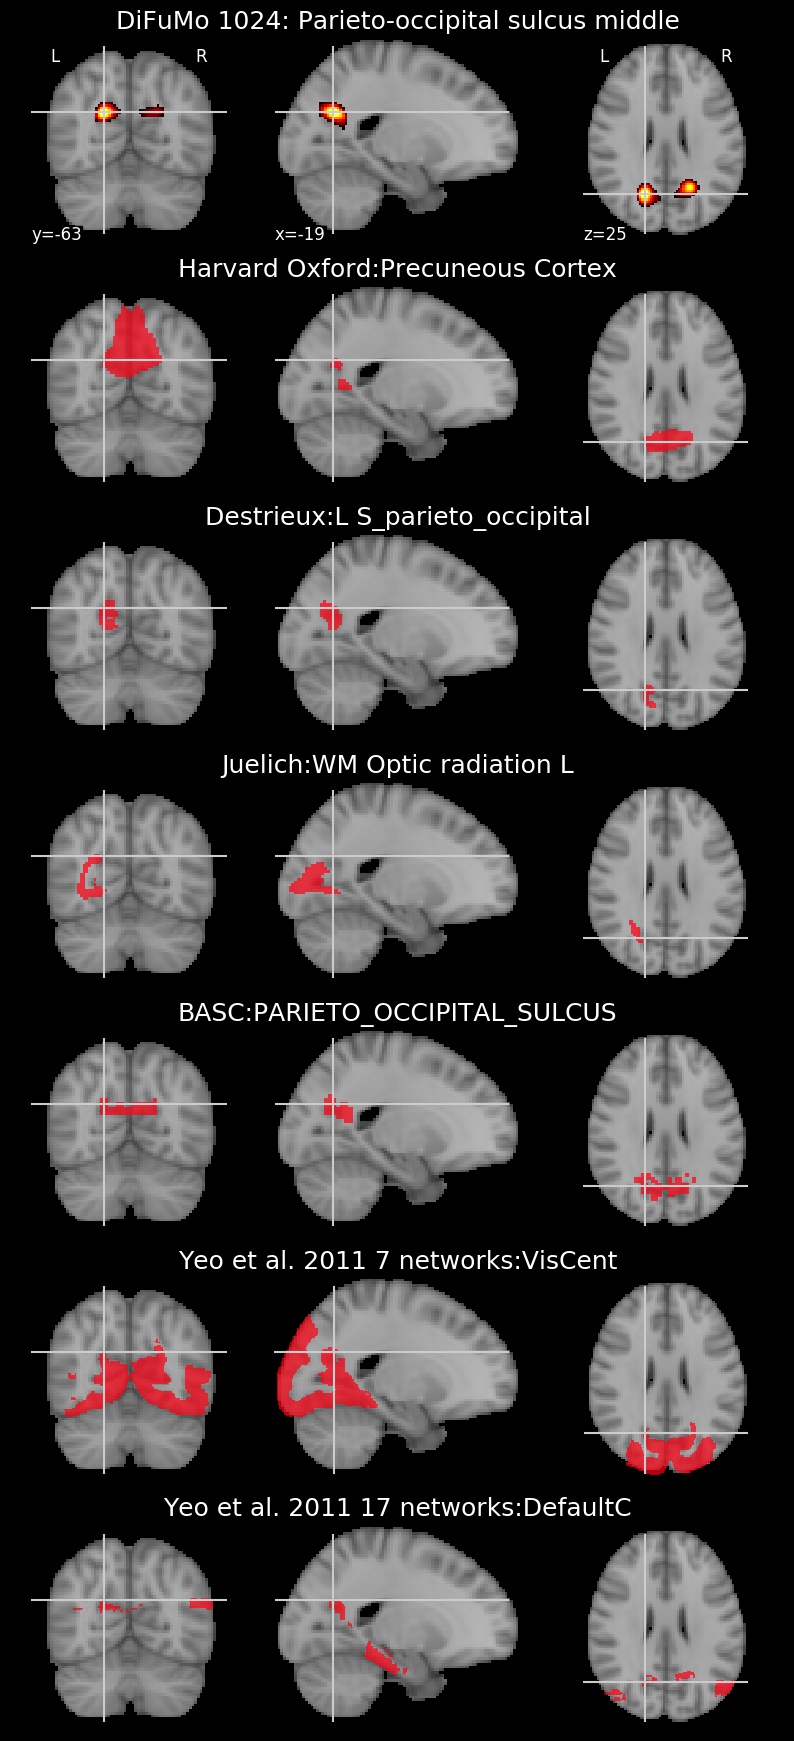 DiFuMo 1024: Parieto-occipital sulcus middle
L R L R
y=-63 x=-19 z=25
Harvard Oxford:Precuneous Cortex
Destrieux:L S_parieto_occipital
Juelich:WM Optic radiation L
BASC:PARIETO_OCCIPITAL_SULCUS
Yeo et al. 2011 7 networks:VisCent
Yeo et al. 2011 17 networks:DefaultC